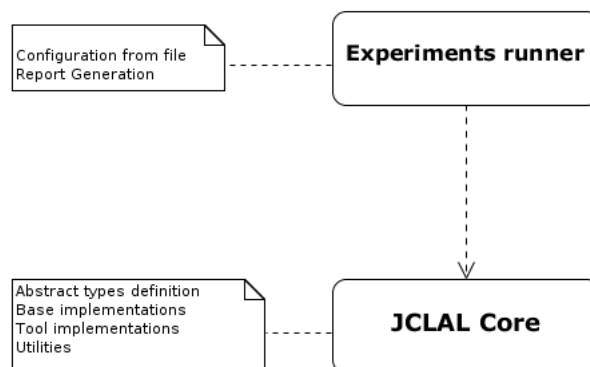 Configuration from file
Report Generation
Experiments runner
Abstract types definition
Base implementations
Tool implementations
Utilities
JCLAL Core